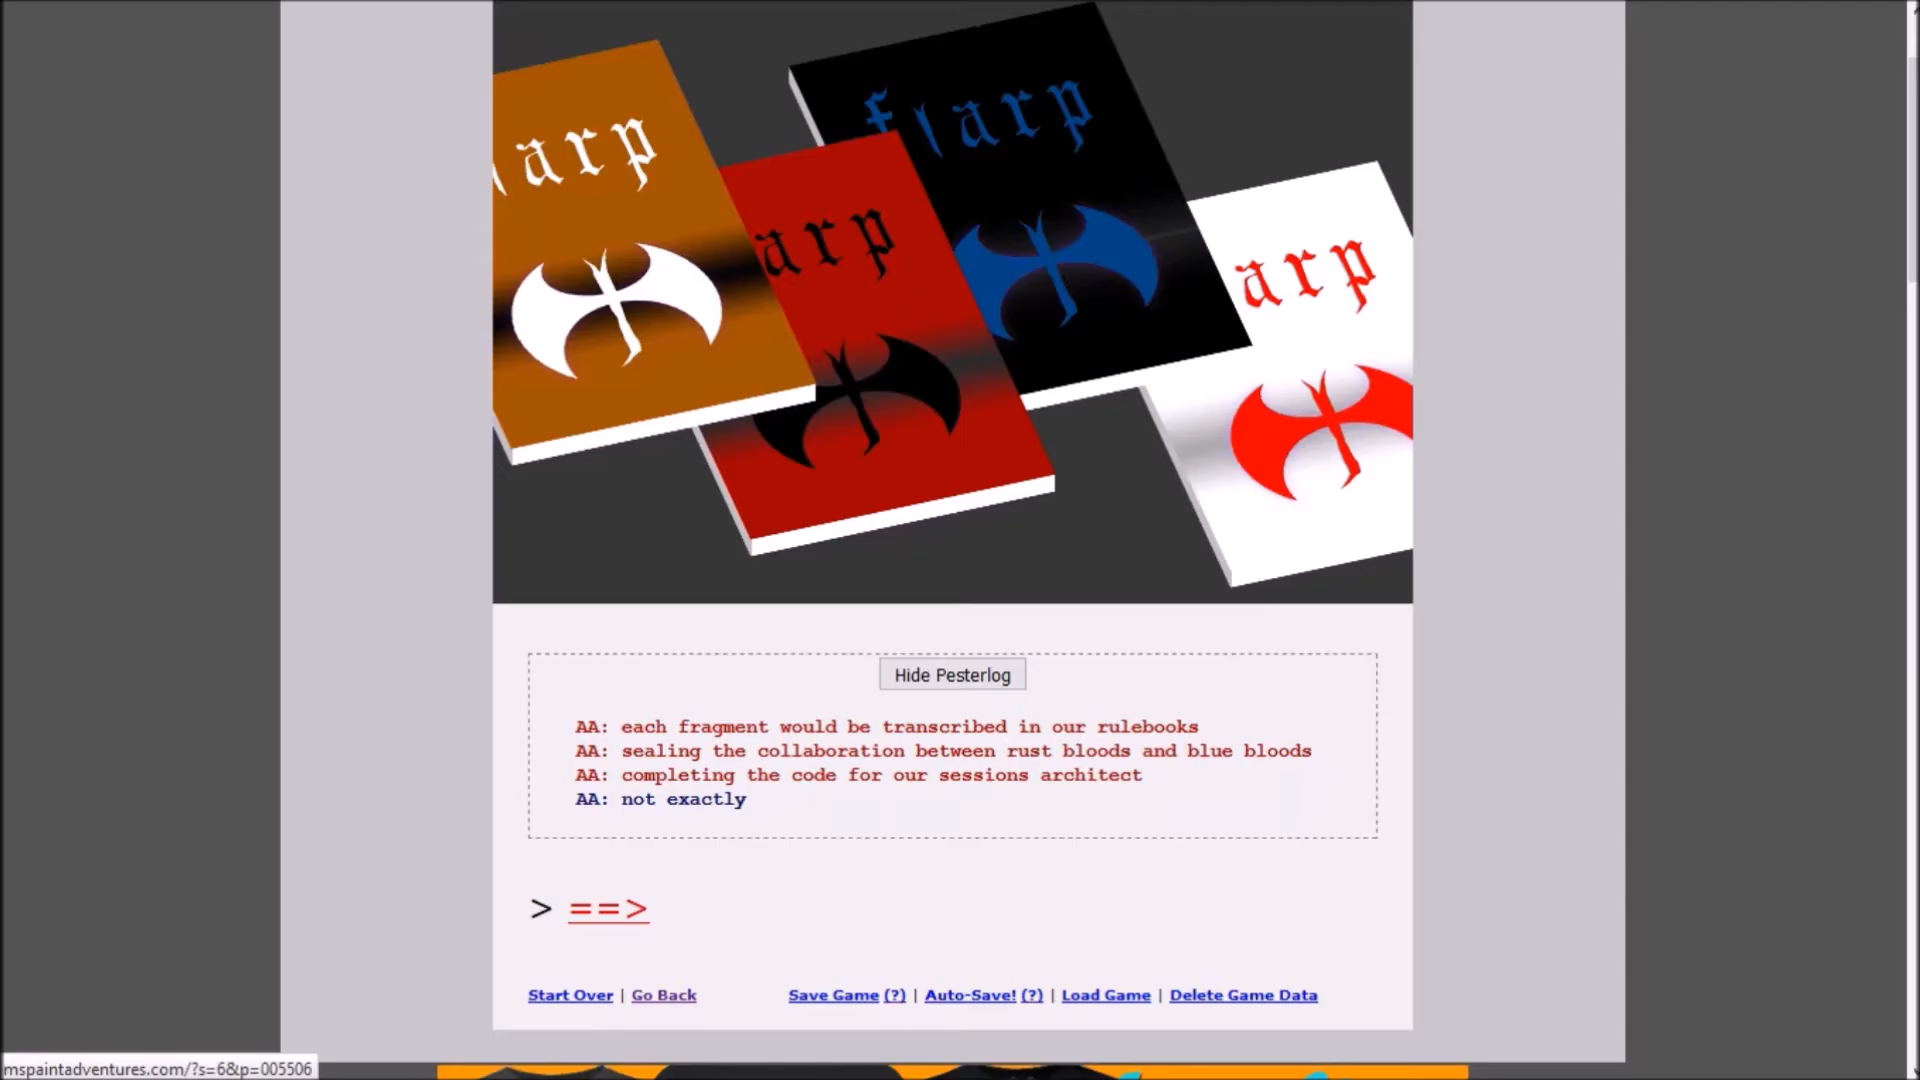 flarp
larp
arp
arp
Hide Pesterlog
AA: each fragment would be transcribed in our rulebooks
AA: sealing the collaboration between rust bloods and blue bloods
AA: completing the code for our sessions architect
AA: not exactly
> ==>
Start Over | Go Back Save Game (?) | Auto-Save! (?) | Load Game | Delete Game Data
mspaintadventures.com/?s=6&p=005506